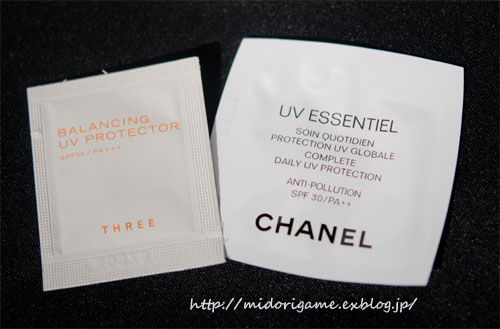 BALANCING
UV PROTECTOR
SPF30/PA+++
THREE
UV ESSENTIEL
SOIN QUOTIDIEN
PROTECTION UV GLOBALE
COMPLETE
DAILY UV PROTECTION
ANTI-POLLUTION
SPF 30/PA++
CHANEL
http://midorigame.exblog.jp/